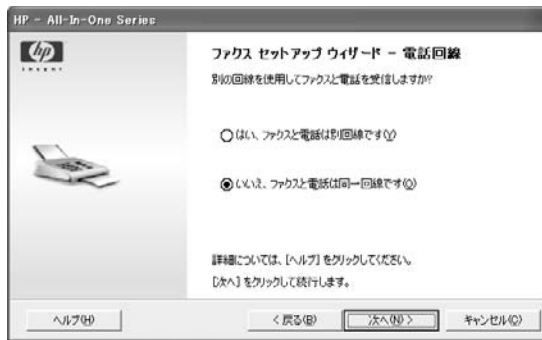 HP - All-In-One Series
hp
invent
ファクス セットアップ ウィザード - 電話回線
別の回線を使用してファクスと電話を受信しますか?
はい、ファクスと電話は別回線です(Y)
いいえ、ファクスと電話は同一回線です(O)
詳細については、[ヘルプ] をクリックしてください。
[次へ] をクリックして続行します。
ヘルプ(H)
< 戻る(B)
次へ(N) >
キャンセル(C)